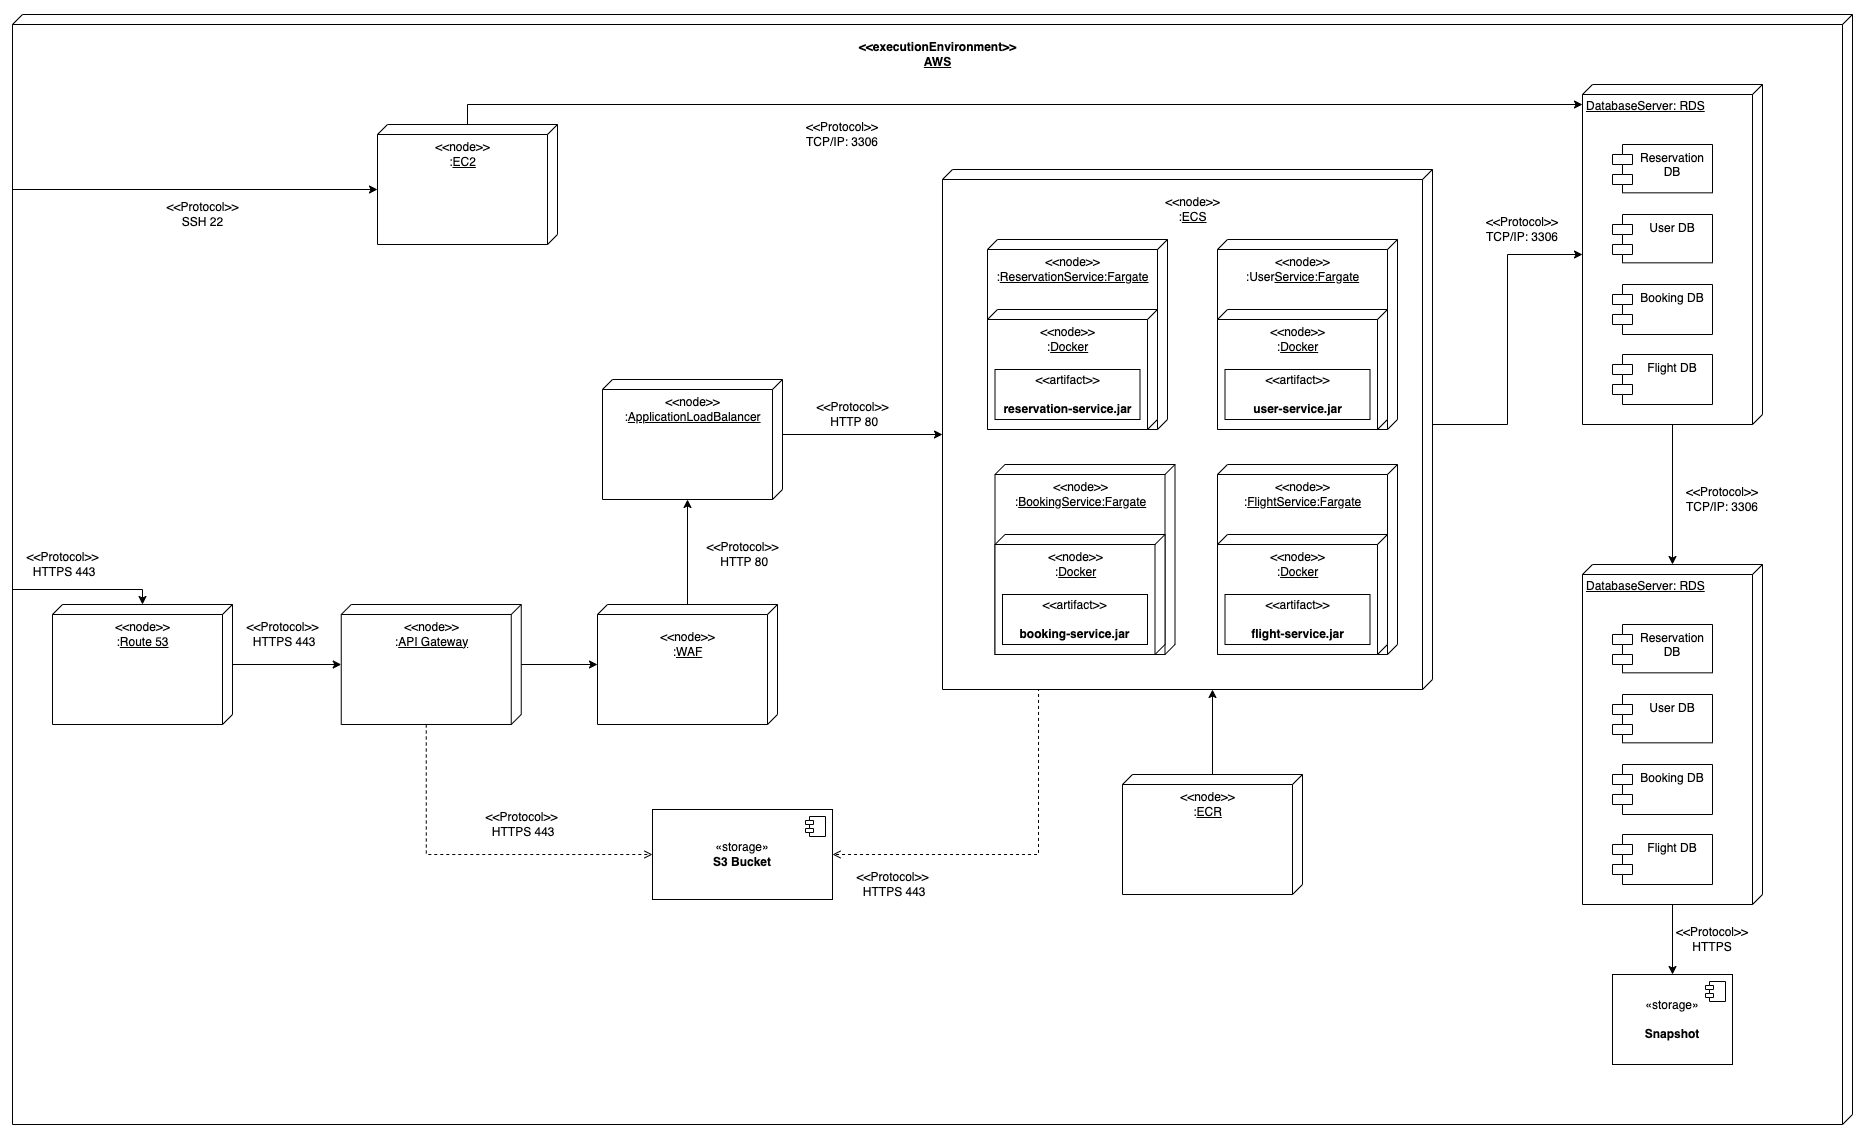 <<executionEnvironment>>
AWS
<<node>>
:EC2
<<Protocol>>
TCP/IP: 3306
<<Protocol>>
SSH 22
DatabaseServer: RDS
Reservation
DB
User DB
Booking DB
Flight DB
<<node>>
:ECS
<<node>>
:ReservationService:Fargate
<<node>>
:Docker
<<artifact>>
reservation-service.jar
<<node>>
:UserService:Fargate
<<node>>
:Docker
<<artifact>>
user-service.jar
<<node>>
:BookingService:Fargate
<<node>>
:Docker
<<artifact>>
booking-service.jar
<<node>>
:FlightService:Fargate
<<node>>
:Docker
<<artifact>>
flight-service.jar
<<Protocol>>
TCP/IP: 3306
<<node>>
:ApplicationLoadBalancer
<<Protocol>>
HTTP 80
<<Protocol>>
HTTP 80
<<Protocol>>
HTTPS 443
<<node>>
:Route 53
<<Protocol>>
HTTPS 443
<<node>>
:API Gateway
<<node>>
:WAF
<<Protocol>>
TCP/IP: 3306
DatabaseServer: RDS
Reservation
DB
User DB
Booking DB
Flight DB
<<Protocol>>
HTTPS 443
«storage»
S3 Bucket
<<Protocol>>
HTTPS 443
<<node>>
:ECR
<<Protocol>>
HTTPS
«storage»
Snapshot